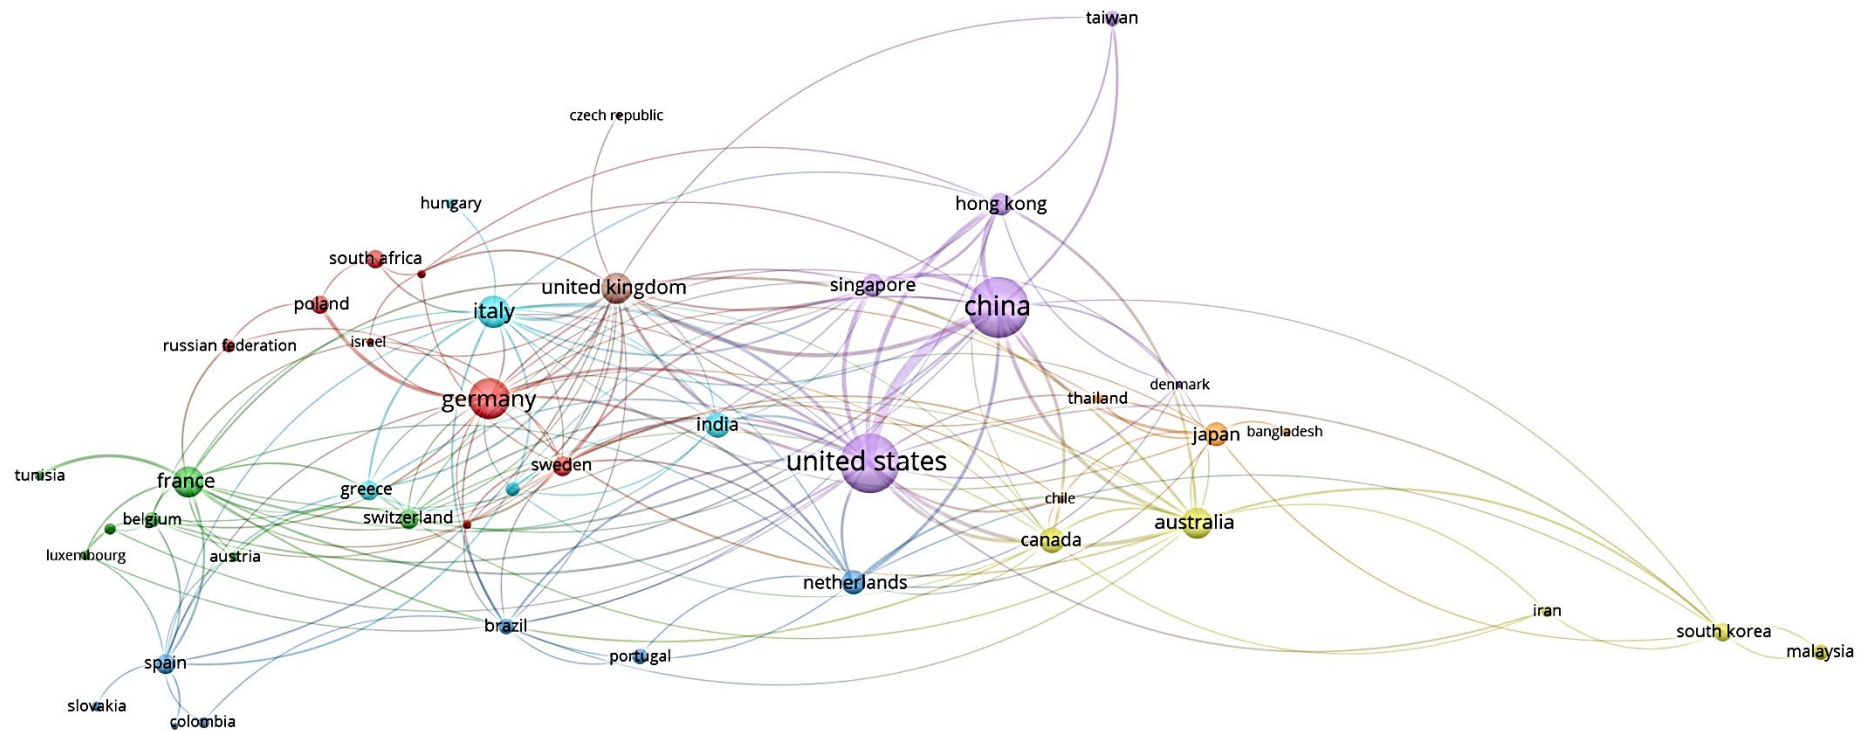 taiwan
czech republic
hungary
hong kong
south africa
united kingdom
singapore
poland
italy
china
russian federation
israel
denmark
germany
thailand
india
japan
bangladesh
united states
sweden
tunisia
france
greece
chile
belgium
switzerland
australia
canada
luxembourg
austria
netherlands
iran
brazil
south korea
portugal
malaysia
spain
slovakia
colombia